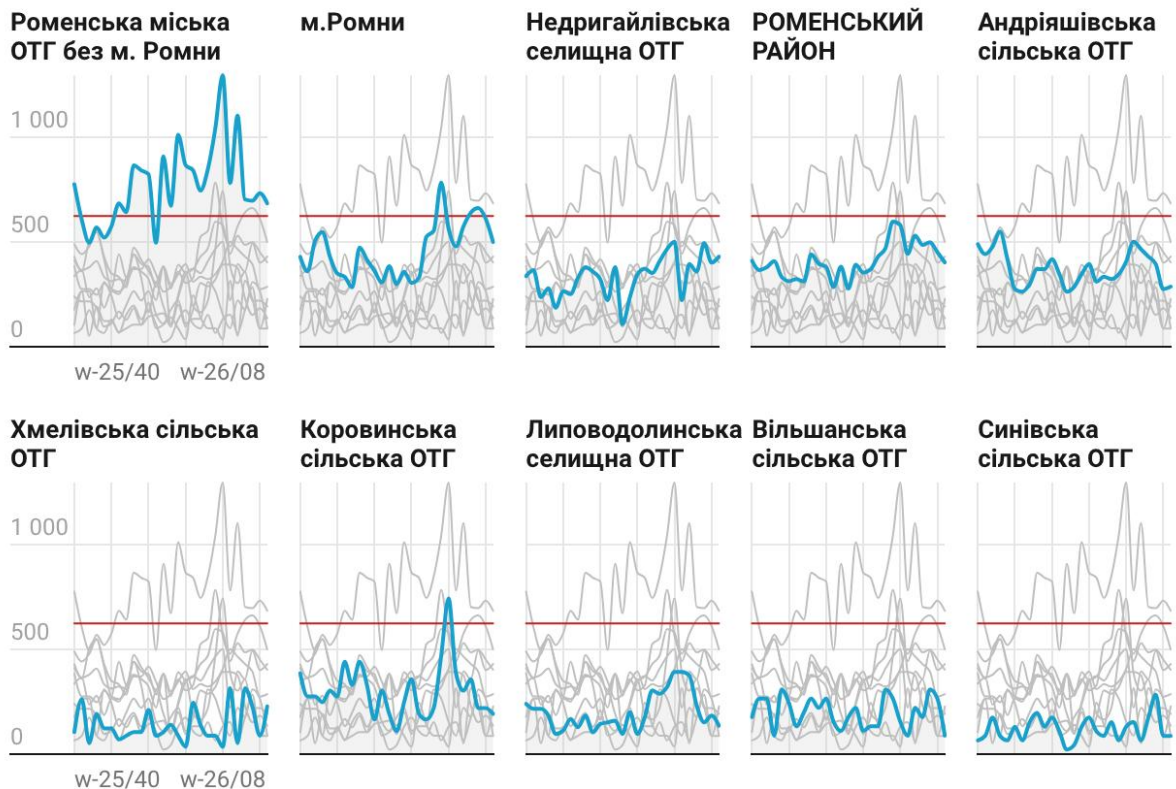 Роменська міська
ОТГ без м. Ромни
м.Ромни
Недригайлівська
селищна ОТГ
РОМЕНСЬКИЙ
РАЙОН
Андріяшівська
сільська ОТГ
1 000
500
0
w-25/40 w-26/08
Хмелівська сільська
ОТГ
Коровинська
сільська ОТГ
Липоводолинська
селищна ОТГ
Вільшанська
сільська ОТГ
Синівська
сільська ОТГ
1 000
500
0
w-25/40 w-26/08